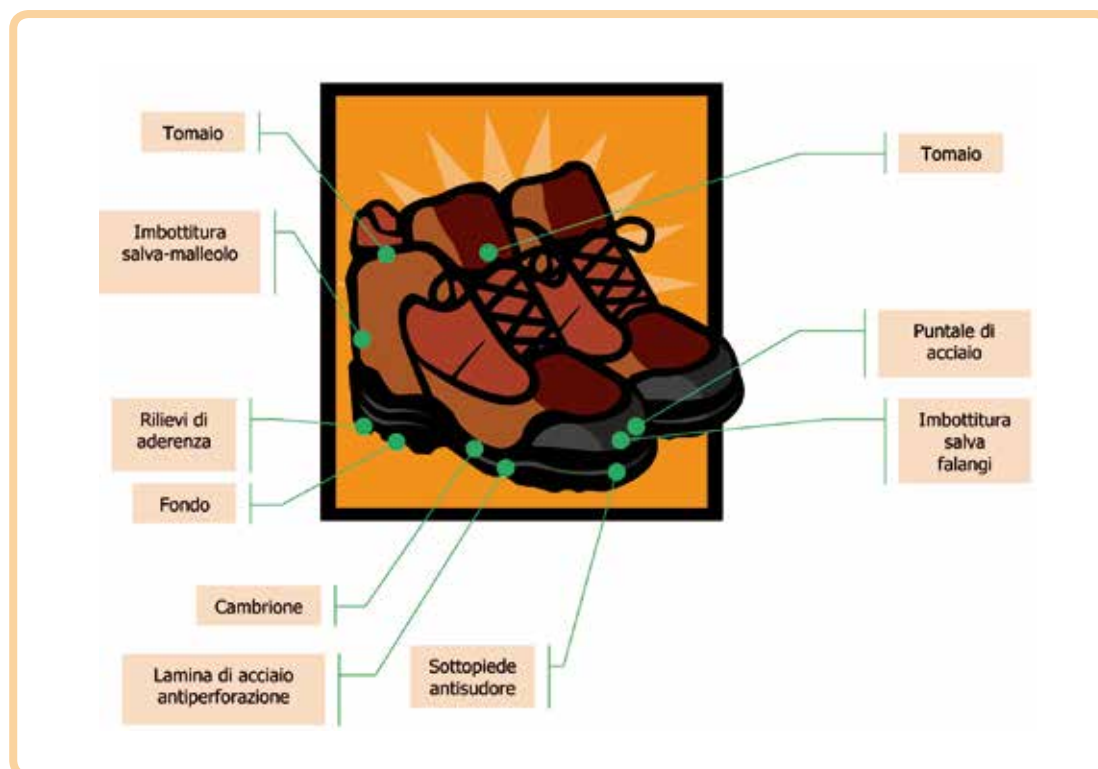 Tomaio
Tomaio
Imbottitura
salva-malleolo
Puntale di
acciaio
Rilievi di
aderenza
Imbottitura
salva
falangi
Fondo
Cambrione
Lamina di acciaio
antiperforazione
Sottopiede
antisudore